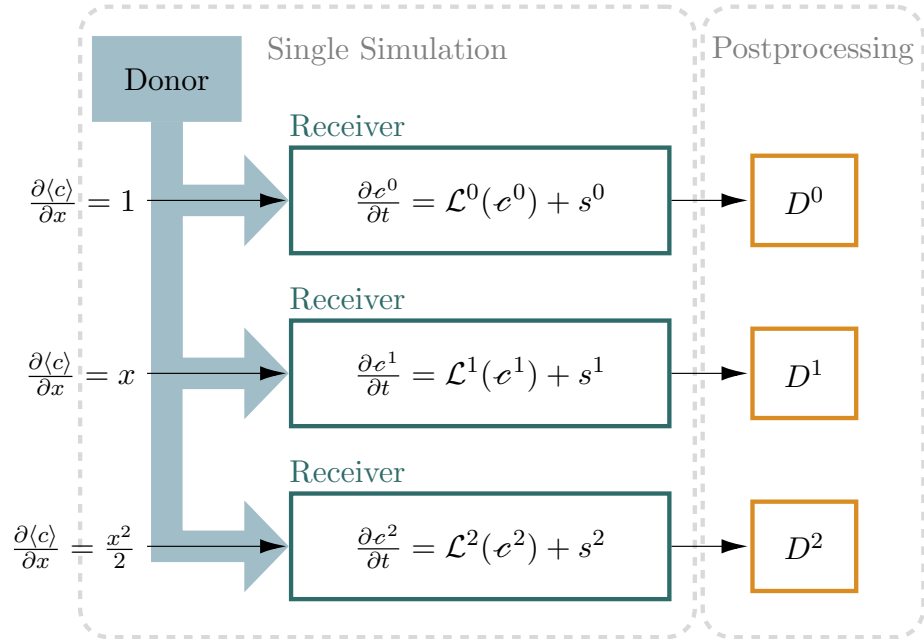 Single Simulation
Postprocessing
Donor
Receiver
∂⟨c⟩/∂x = 1
∂𝒸⁰/∂t = ℒ⁰(𝒸⁰) + s⁰
D⁰
Receiver
∂⟨c⟩/∂x = x
∂𝒸¹/∂t = ℒ¹(𝒸¹) + s¹
D¹
Receiver
∂⟨c⟩/∂x = x²/2
∂𝒸²/∂t = ℒ²(𝒸²) + s²
D²